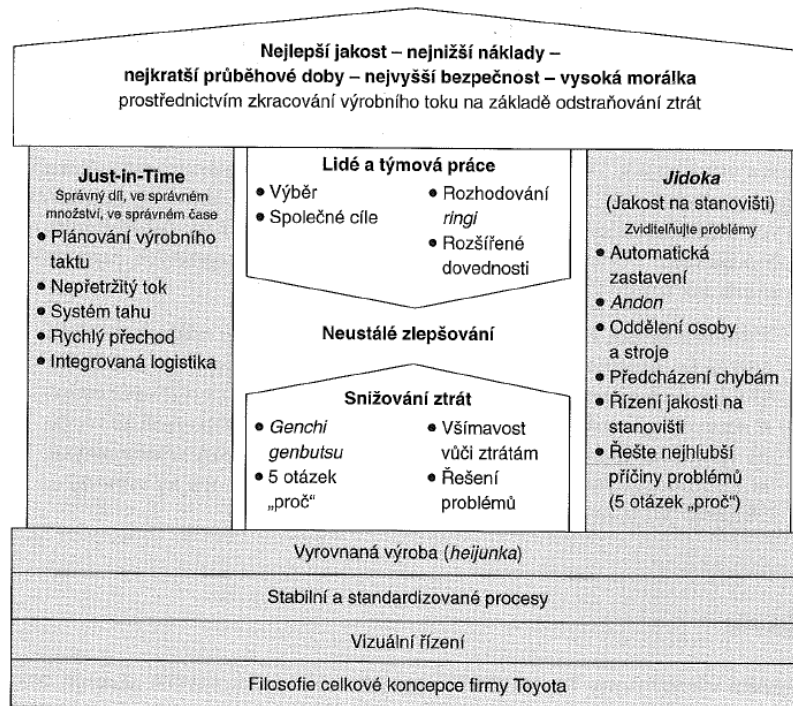 Nejlepší jakost – nejnižší náklady –
nejkratší průběhové doby – nejvyšší bezpečnost – vysoká morálka
prostřednictvím zkracování výrobního toku na základě odstraňování ztrát
Just-in-Time
Správný díl, ve správném
množství, ve správném čase
• Plánování výrobního
taktu
• Nepřetržitý tok
• Systém tahu
• Rychlý přechod
• Integrovaná logistika
Lidé a týmová práce
• Výběr
• Společné cíle
• Rozhodování
ringi
• Rozšířené
dovednosti
Neustálé zlepšování
Snižování ztrát
• Genchi
genbutsu
• 5 otázek
„proč“
• Všímavost
vůči ztrátám
• Řešení
problémů
Jidoka
(Jakost na stanovišti)
Zviditelňujte problémy
• Automatická
zastavení
• Andon
• Oddělení osoby
a stroje
• Předcházení chybám
• Řízení jakosti na
stanovišti
• Řešte nejhlubší
příčiny problémů
(5 otázek „proč“)
Vyrovnaná výroba (heijunka)
Stabilní a standardizované procesy
Vizuální řízení
Filosofie celkové koncepce firmy Toyota